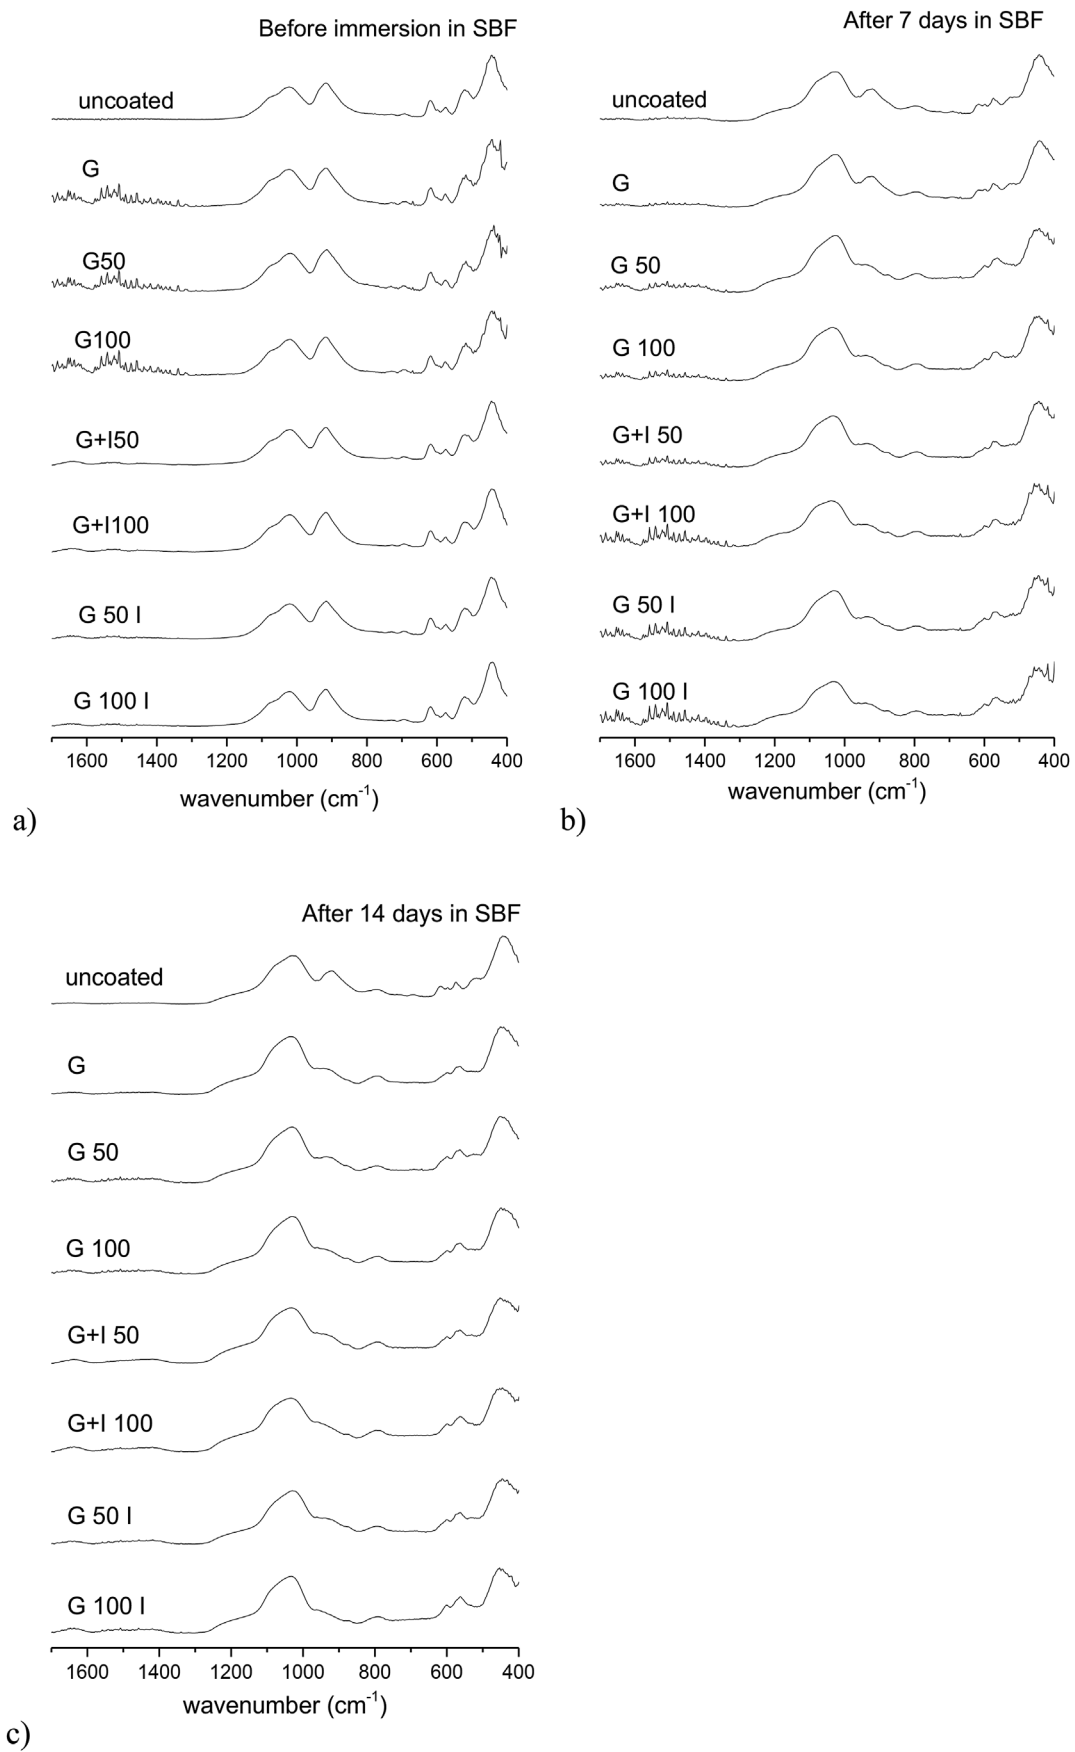 Before immersion in SBF
uncoated
G
G50
G100
G+I50
G+I100
G 50 I
G 100 I
1600 1400 1200 1000 800 600 400
wavenumber (cm-1)
a)
After 7 days in SBF
uncoated
G
G 50
G 100
G+I 50
G+I 100
G 50 I
G 100 I
1600 1400 1200 1000 800 600 400
wavenumber (cm-1)
b)
After 14 days in SBF
uncoated
G
G 50
G 100
G+I 50
G+I 100
G 50 I
G 100 I
1600 1400 1200 1000 800 600 400
wavenumber (cm-1)
c)